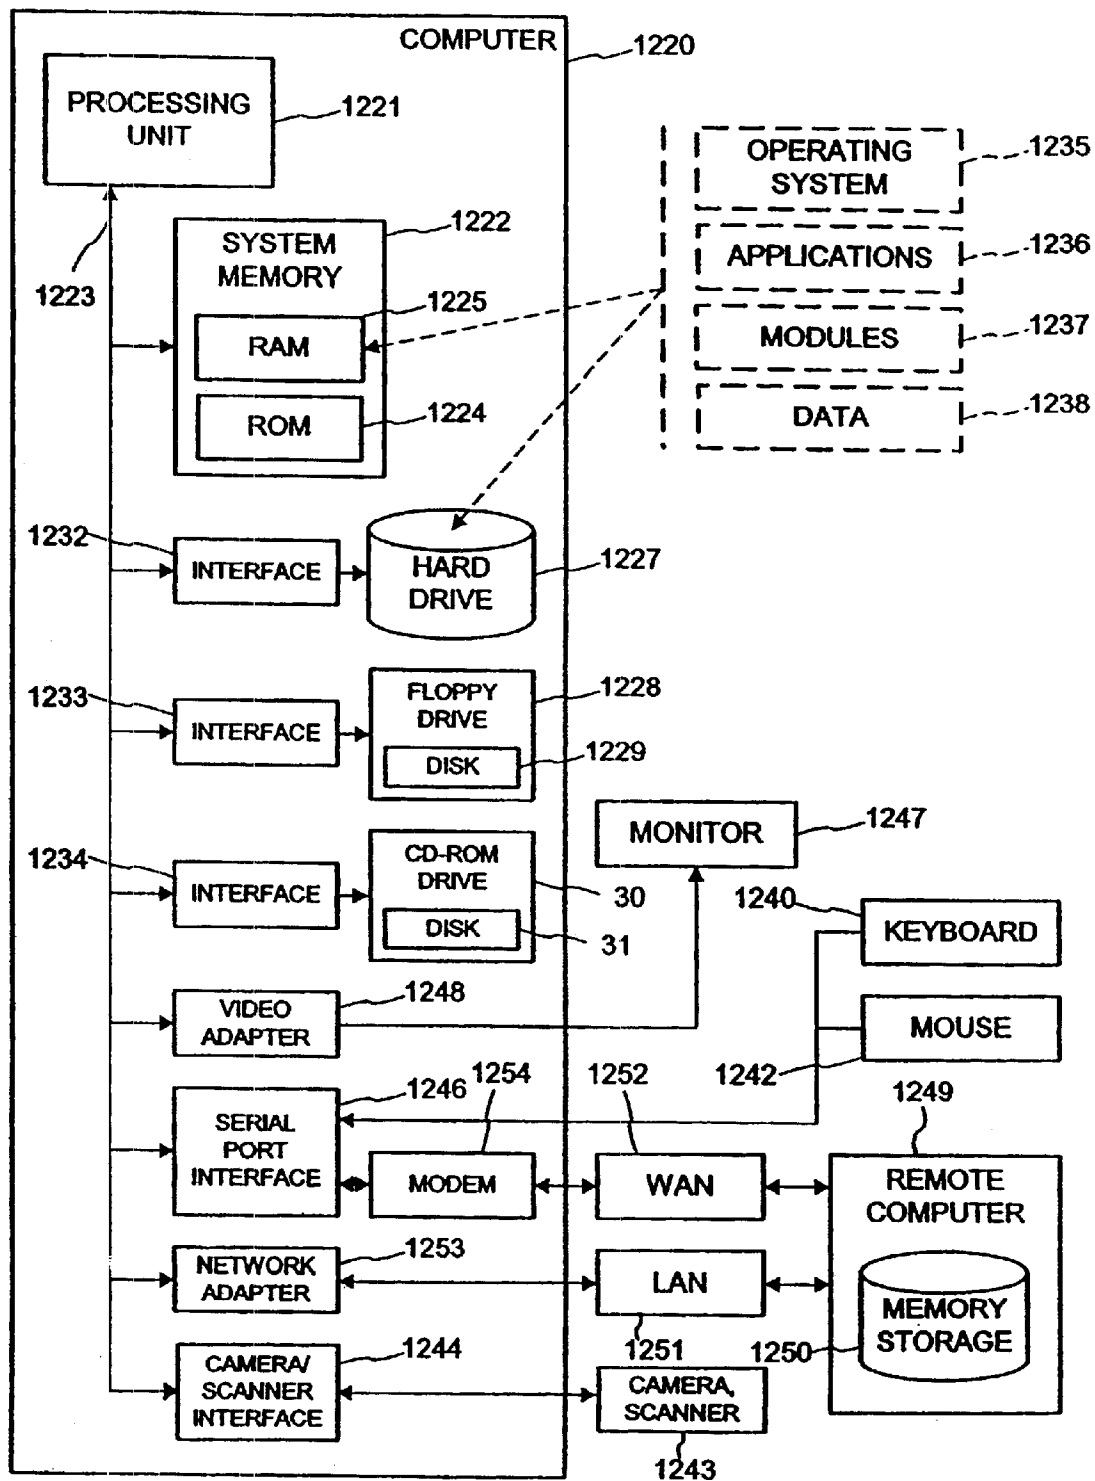 COMPUTER
1220
PROCESSING
UNIT
1221
1223
SYSTEM
MEMORY
1222
RAM
1225
ROM
1224
OPERATING
SYSTEM
1235
APPLICATIONS
1236
MODULES
1237
DATA
1238
1232
INTERFACE
HARD
DRIVE
1227
1233
INTERFACE
FLOPPY
DRIVE
1228
DISK
1229
1234
INTERFACE
CD-ROM
DRIVE
30
DISK
31
MONITOR
1247
1240
KEYBOARD
MOUSE
1242
VIDEO
ADAPTER
1248
SERIAL
PORT
INTERFACE
1246
1254
MODEM
1252
WAN
1249
REMOTE
COMPUTER
MEMORY
STORAGE
1250
NETWORK
ADAPTER
1253
LAN
1251
CAMERA/
SCANNER
INTERFACE
1244
CAMERA,
SCANNER
1243